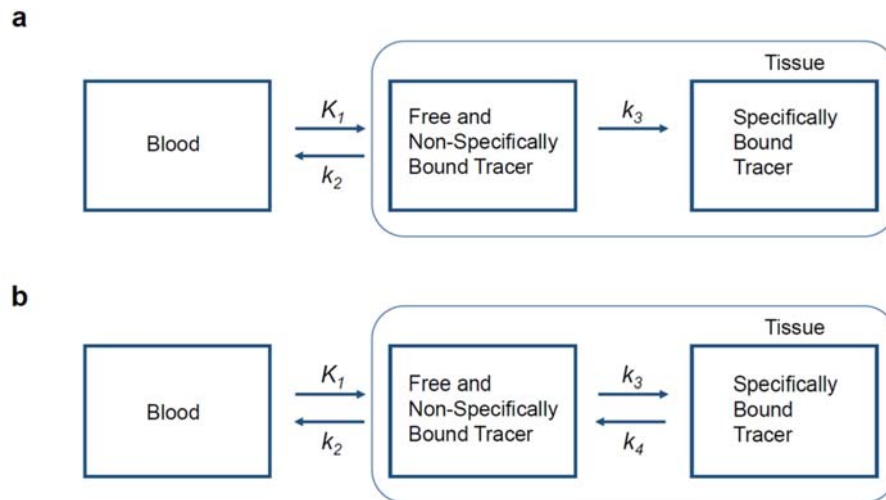 a
Tissue
Blood
K1
k2
Free and
Non-Specifically
Bound Tracer
k3
Specifically
Bound
Tracer
b
Tissue
Blood
K1
k2
Free and
Non-Specifically
Bound Tracer
k3
k4
Specifically
Bound
Tracer